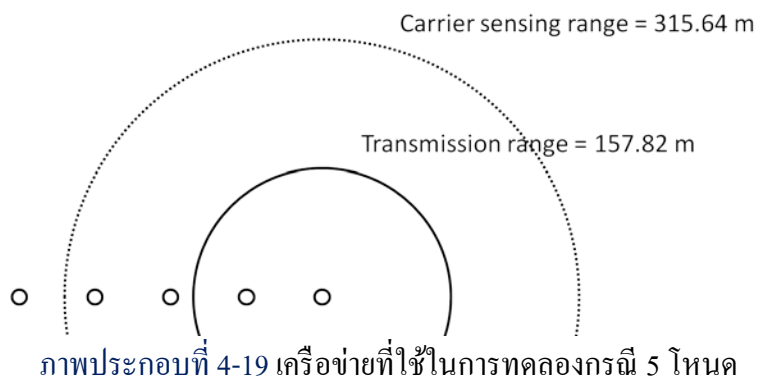 Carrier sensing range = 315.64 m
Transmission range = 157.82 m
ภาพประกอบที่ 4-19 เครือข่ายที่ใช้ในการทดลองกรณี 5 โหนด